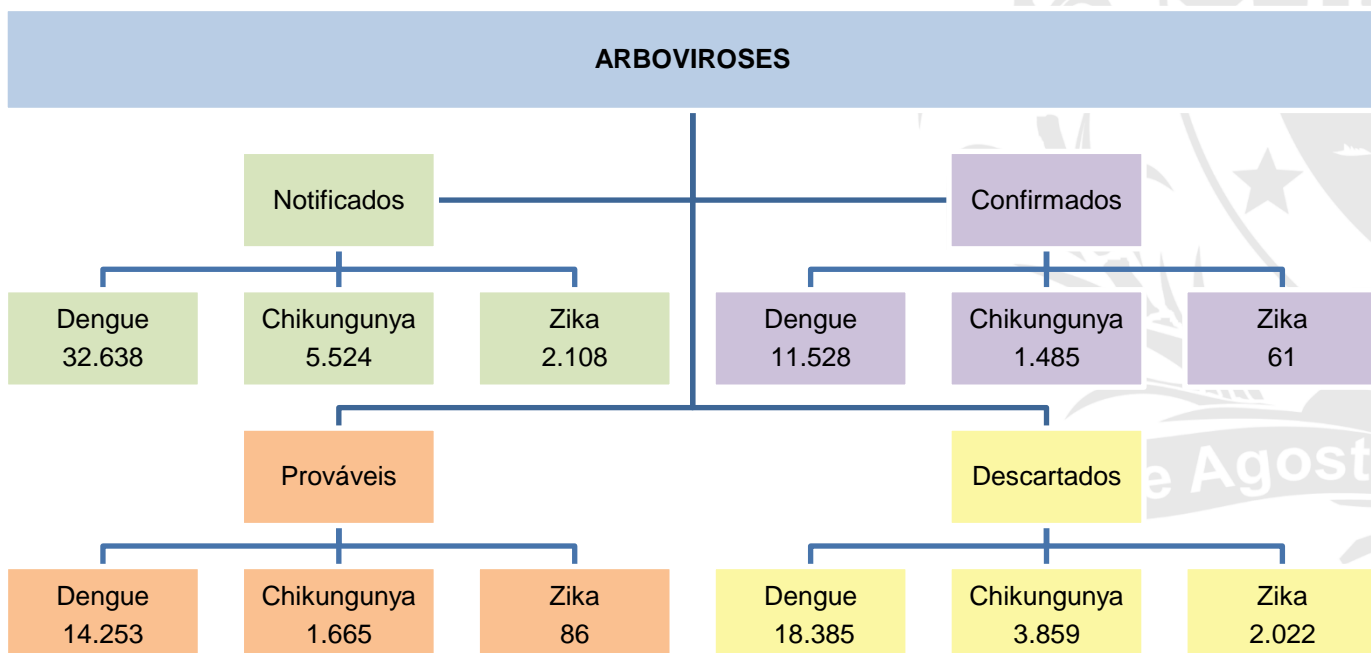 ARBOVIROSES
Notificados
Confirmados
Dengue
32.638
Chikungunya
5.524
Zika
2.108
Dengue
11.528
Chikungunya
1.485
Zika
61
Prováveis
Descartados
e Agost
Dengue
14.253
Chikungunya
1.665
Zika
86
Dengue
18.385
Chikungunya
3.859
Zika
2.022